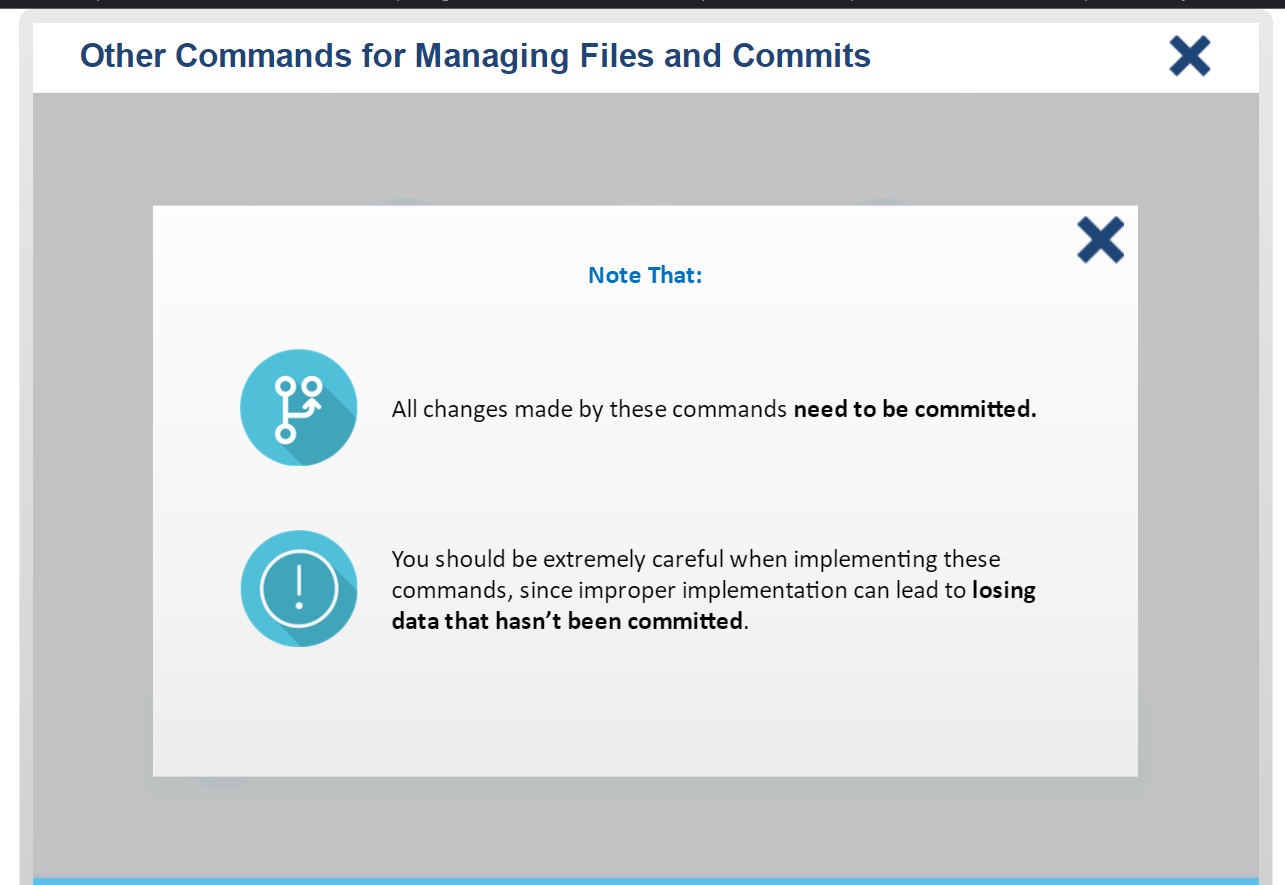 Other Commands for Managing Files and Commits
Note That:
All changes made by these commands need to be committed.
You should be extremely careful when implementing these
commands, since improper implementation can lead to losing
data that hasn’t been committed.